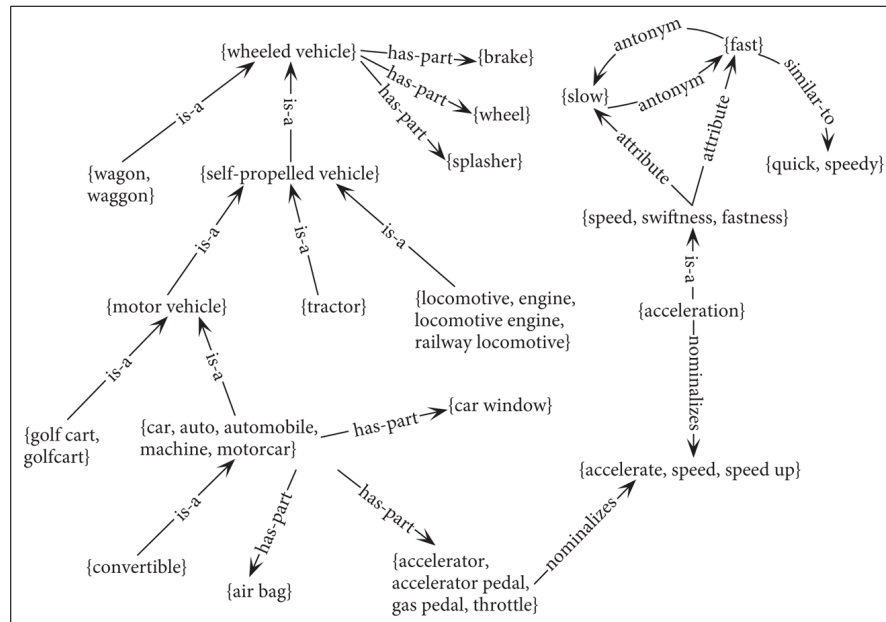 {wheeled vehicle}
has-part
{brake}
has-part
{wheel}
has-part
{splasher}
is-a
is-a
{wagon,
waggon}
{self-propelled vehicle}
is-a
is-a
is-a
{motor vehicle}
{tractor}
{locomotive, engine,
locomotive engine,
railway locomotive}
is-a
is-a
{golf cart,
golfcart}
{car, auto, automobile,
machine, motorcar}
has-part
{car window}
is-a
has-part
has-part
{convertible}
{air bag}
{accelerator,
accelerator pedal,
gas pedal, throttle}
nominalizes
antonym
{fast}
{slow}
antonym
similar-to
attribute
attribute
{quick, speedy}
{speed, swiftness, fastness}
is-a
{acceleration}
nominalizes
{accelerate, speed, speed up}